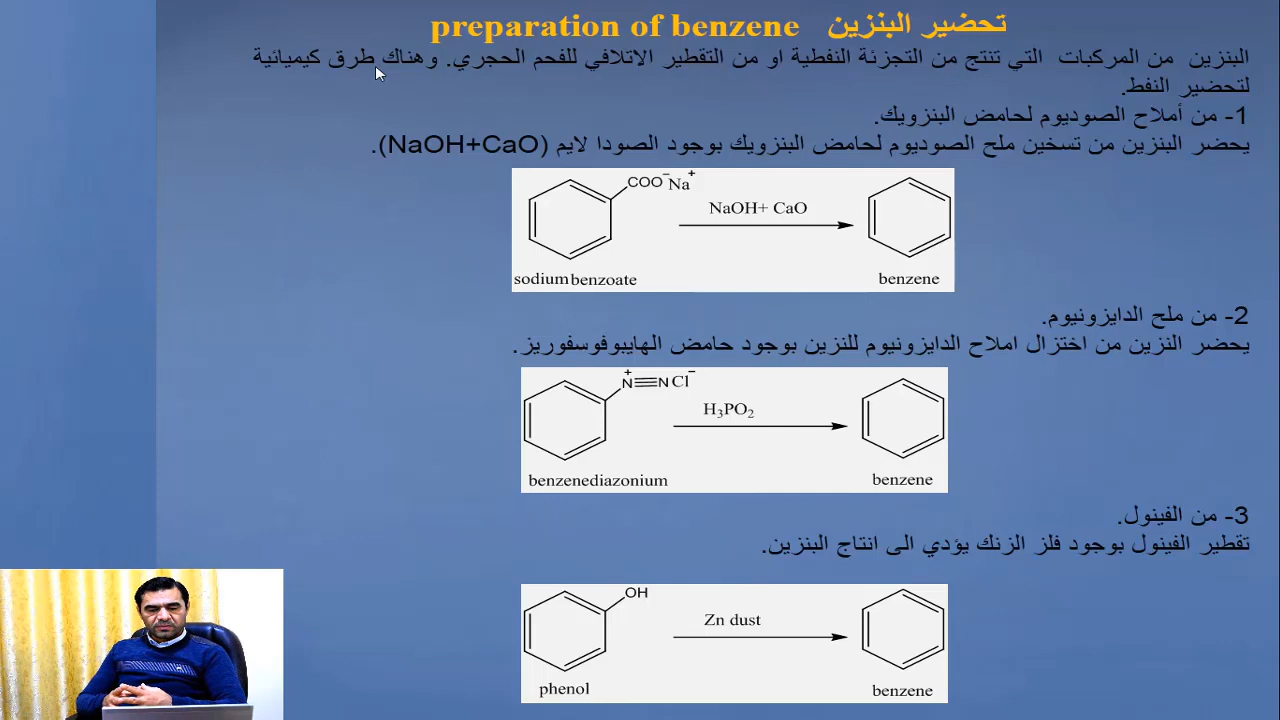 تحضير البنزين preparation of benzene
البنزين من المركبات التي تنتج من التجزئة النفطية او من التقطير الاتلافي للفحم الحجري. وهناك طرق كيميائية
لتحضير النفط.
1- من أملاح الصوديوم لحامض البنزويك.
يحضر البنزين من تسخين ملح الصوديوم لحامض البنزويك بوجود الصودا لايم (NaOH+CaO).
COO⁻Na⁺
NaOH+ CaO
sodium benzoate
benzene
2- من ملح الدايزونيوم.
يحضر النزين من اختزال املاح الدايزونيوم للنزين بوجود حامض الهايبوفوسفوريز.
N⁺≡N Cl⁻
H₃PO₂
benzenediazonium
benzene
3- من الفينول.
تقطير الفينول بوجود فلز الزنك يؤدي الى انتاج البنزين.
OH
Zn dust
phenol
benzene